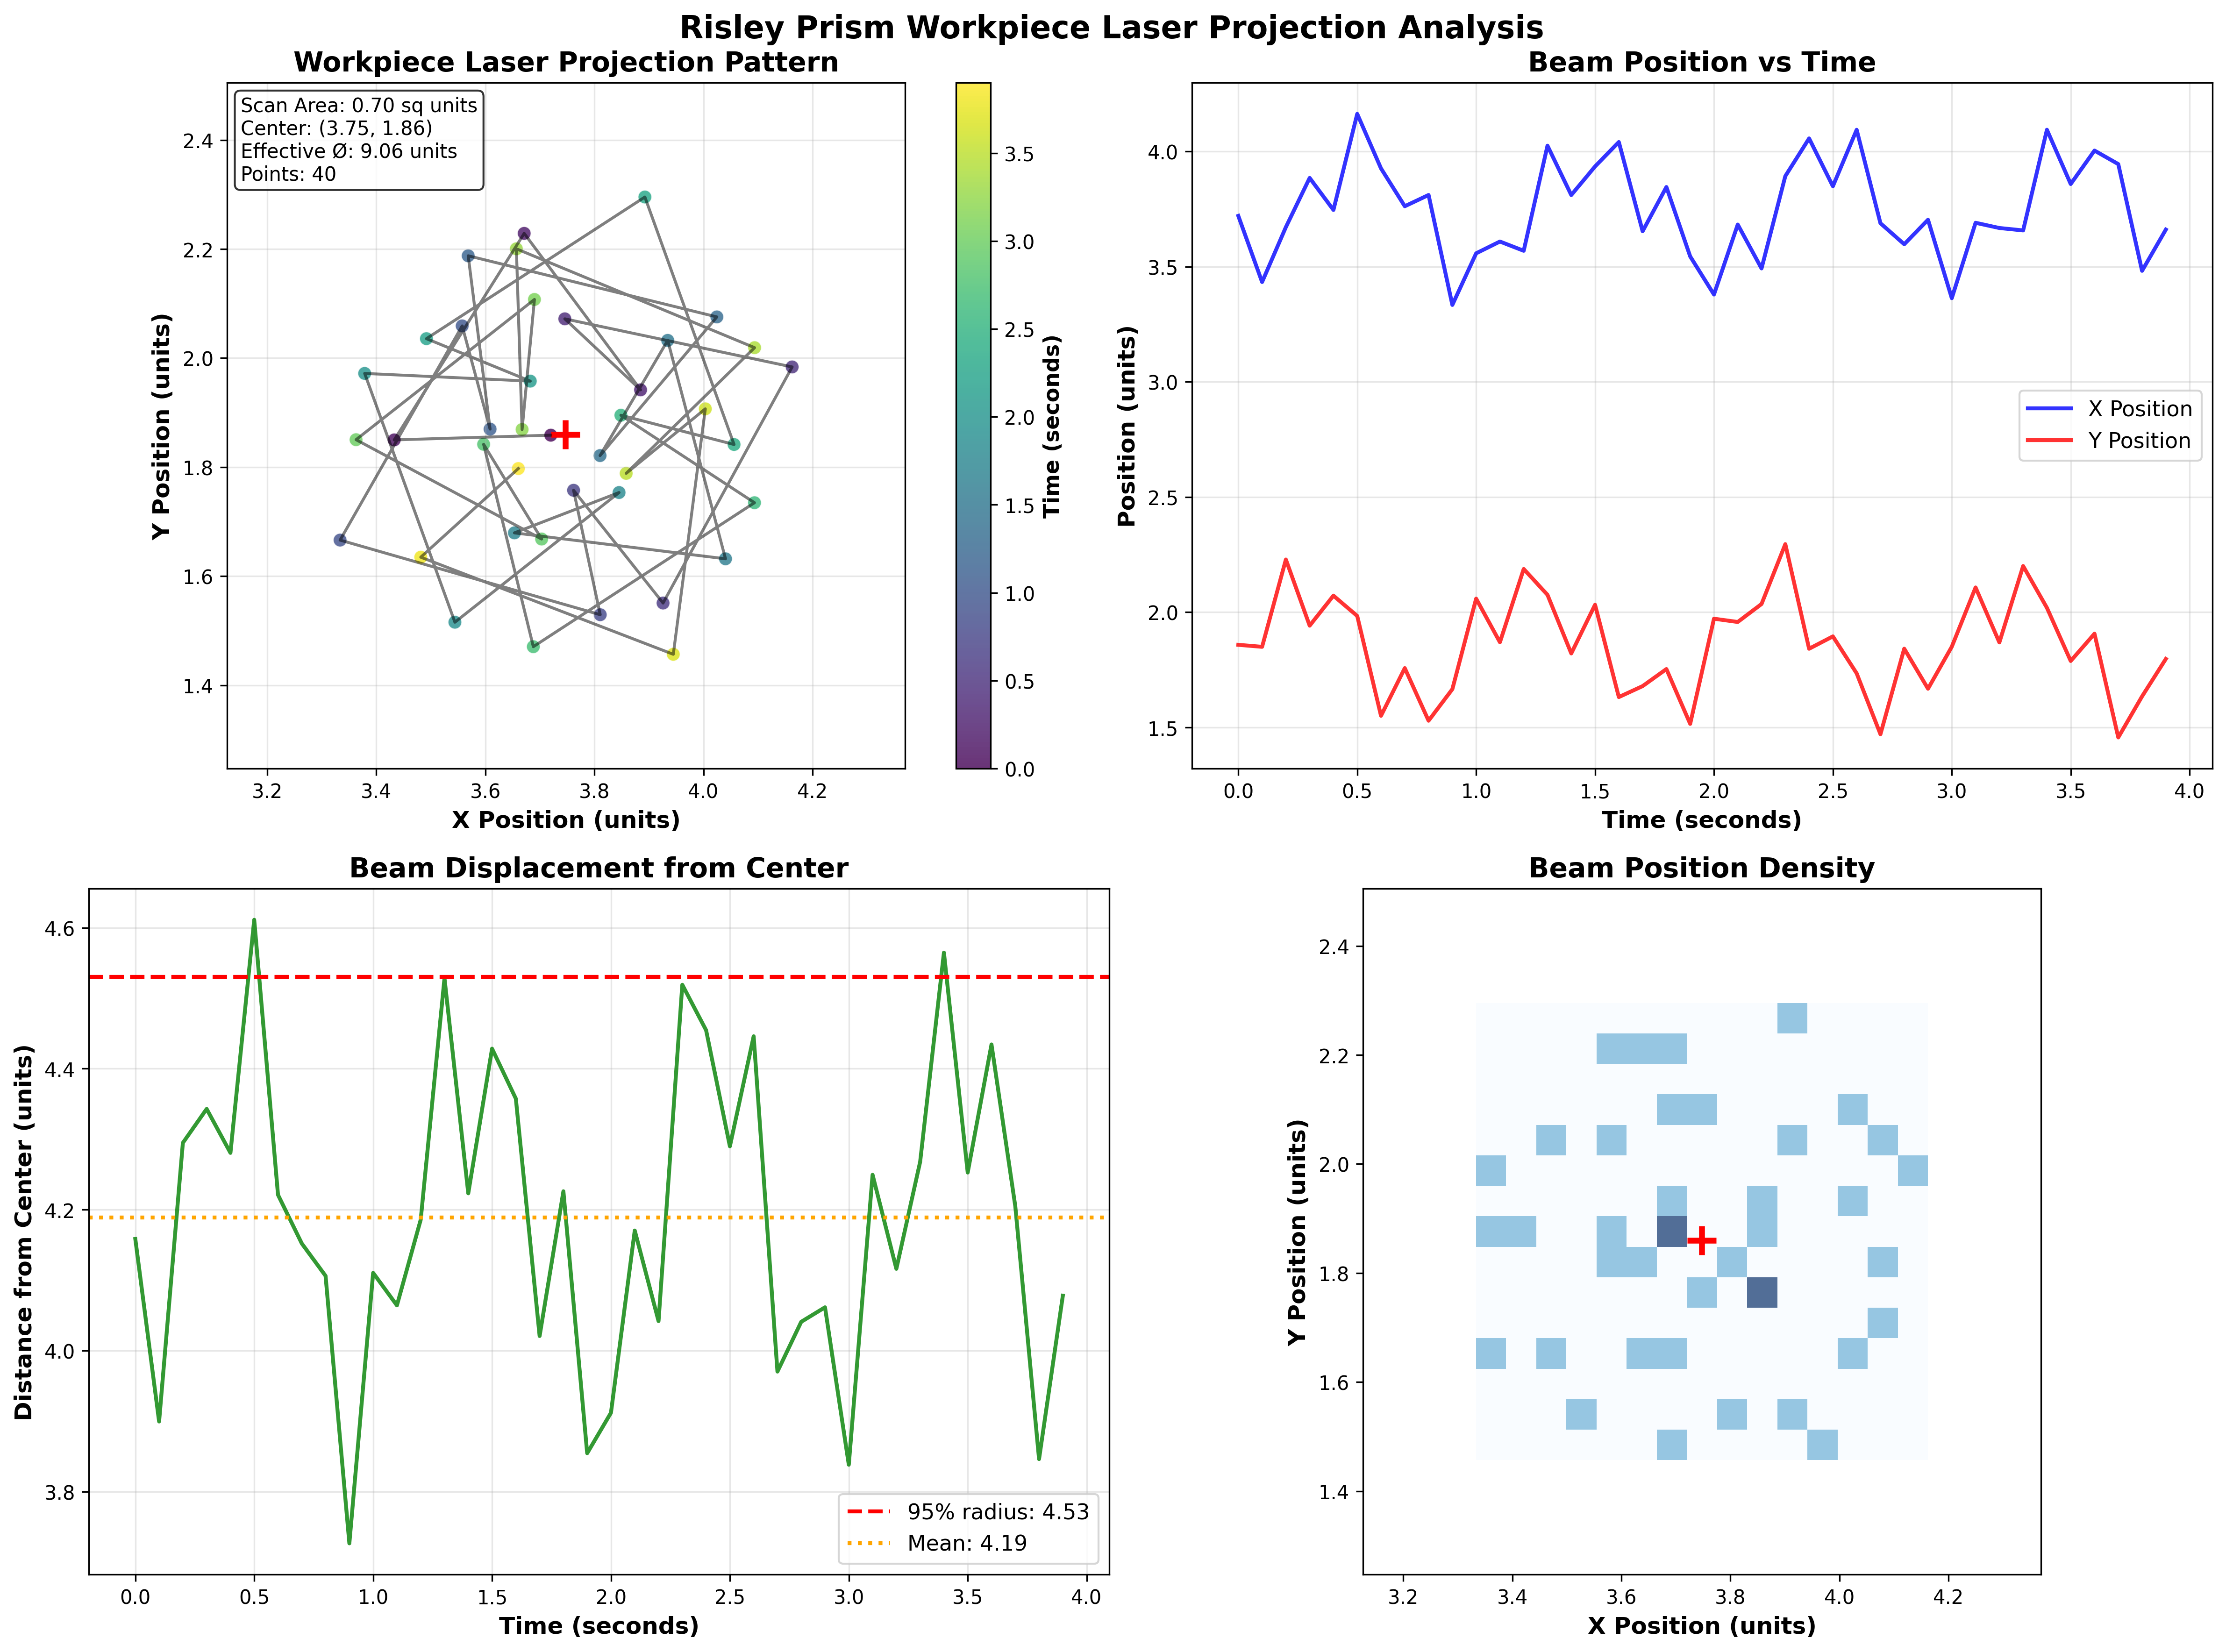 Risley Prism Workpiece Laser Projection Analysis
Workpiece Laser Projection Pattern
Scan Area: 0.70 sq units
Center: (3.75, 1.86)
Effective Ø: 9.06 units
Points: 40
2.4
2.2
2.0
1.8
1.6
1.4
Y Position (units)
3.2 3.4 3.6 3.8 4.0 4.2
X Position (units)
3.5
3.0
2.5
2.0
1.5
1.0
0.5
0.0
Time (seconds)
Beam Position vs Time
4.0
3.5
3.0
2.5
2.0
1.5
Position (units)
X Position
Y Position
0.0 0.5 1.0 1.5 2.0 2.5 3.0 3.5 4.0
Time (seconds)
Beam Displacement from Center
4.6
4.4
4.2
4.0
3.8
Distance from Center (units)
95% radius: 4.53
Mean: 4.19
0.0 0.5 1.0 1.5 2.0 2.5 3.0 3.5 4.0
Time (seconds)
Beam Position Density
2.4
2.2
2.0
1.8
1.6
1.4
Y Position (units)
3.2 3.4 3.6 3.8 4.0 4.2
X Position (units)